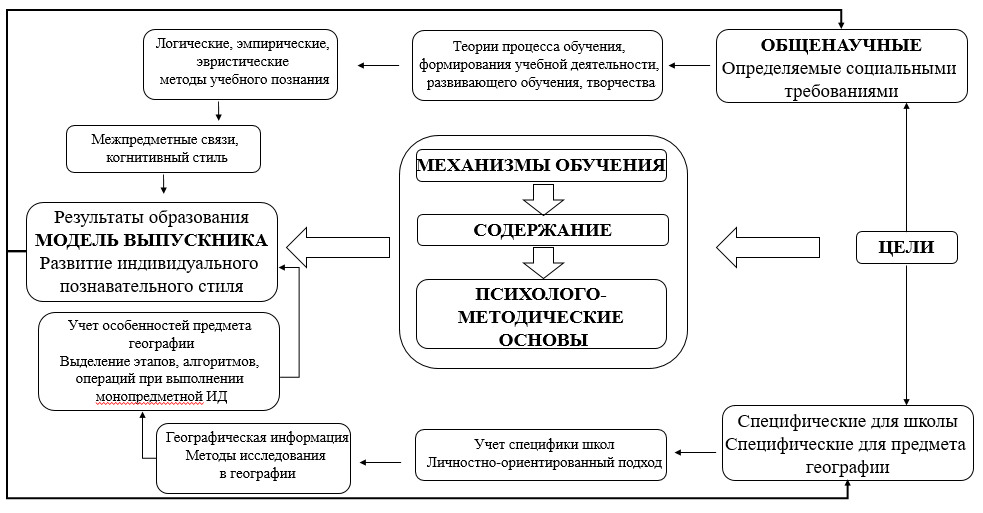 Логические, эмпирические,
эвристические
методы учебного познания
Теории процесса обучения,
формирования учебной деятельности,
развивающего обучения, творчества
ОБЩЕНАУЧНЫЕ
Определяемые социальными
требованиями
Межпредметные связи,
когнитивный стиль
МЕХАНИЗМЫ ОБУЧЕНИЯ
СОДЕРЖАНИЕ
ПСИХОЛОГО-
МЕТОДИЧЕСКИЕ
ОСНОВЫ
Результаты образования
МОДЕЛЬ ВЫПУСКНИКА
Развитие индивидуального
познавательного стиля
ЦЕЛИ
Учет особенностей предмета
географии
Выделение этапов, алгоритмов,
операций при выполнении
монопредметной ИД
Географическая информация
Методы исследования
в географии
Учет специфики школ
Личностно-ориентированный подход
Специфические для школы
Специфические для предмета
географии